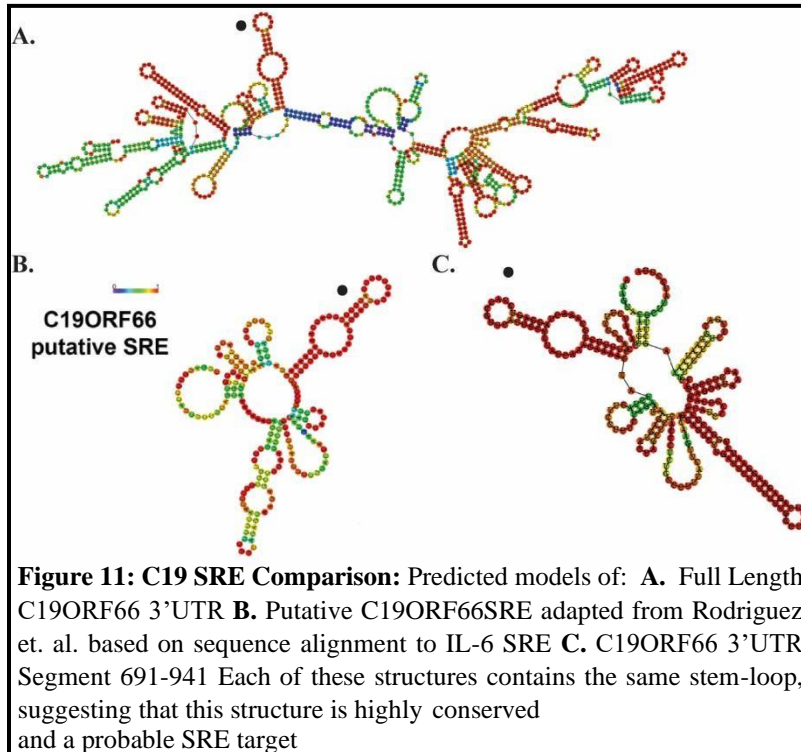 A.
B.
C.
0 1
C19ORF66
putative SRE
Figure 11: C19 SRE Comparison: Predicted models of: A. Full Length
C19ORF66 3’UTR B. Putative C19ORF66SRE adapted from Rodriguez
et. al. based on sequence alignment to IL-6 SRE C. C19ORF66 3’UTR
Segment 691-941 Each of these structures contains the same stem-loop,
suggesting that this structure is highly conserved
and a probable SRE target